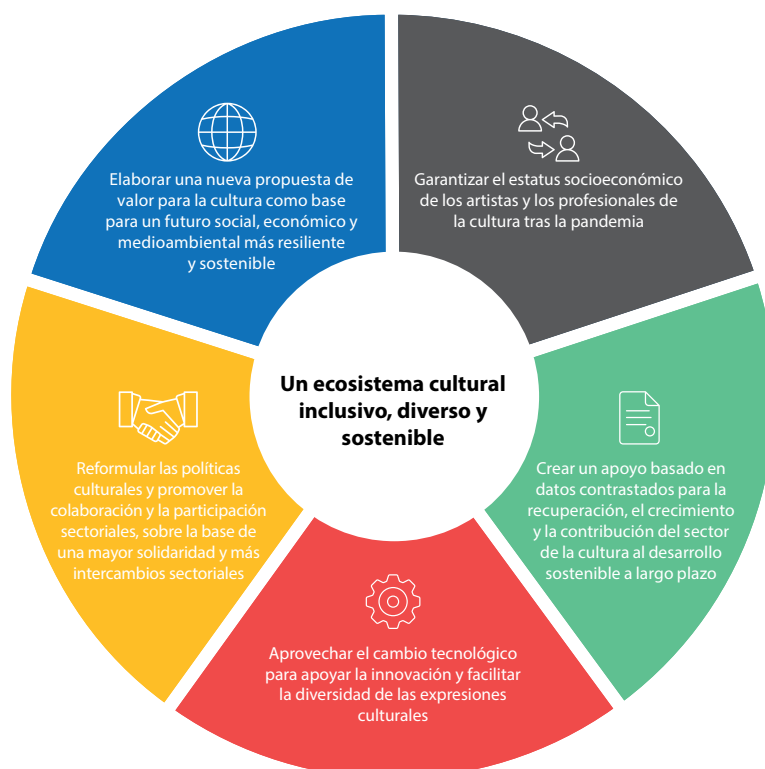 Elaborar una nueva propuesta de
valor para la cultura como base
para un futuro social, económico y
medioambiental más resiliente
y sostenible
Garantizar el estatus socioeconómico
de los artistas y los profesionales de
la cultura tras la pandemia
Un ecosistema cultural
inclusivo, diverso y
sostenible
Reformular las políticas
culturales y promover la
colaboración y la participación
sectoriales, sobre la base de
una mayor solidaridad y más
intercambios sectoriales
Crear un apoyo basado en
datos contrastados para la
recuperación, el crecimiento
y la contribución del sector
de la cultura al desarrollo
sostenible a largo plazo
Aprovechar el cambio tecnológico
para apoyar la innovación y facilitar
la diversidad de las expresiones
culturales